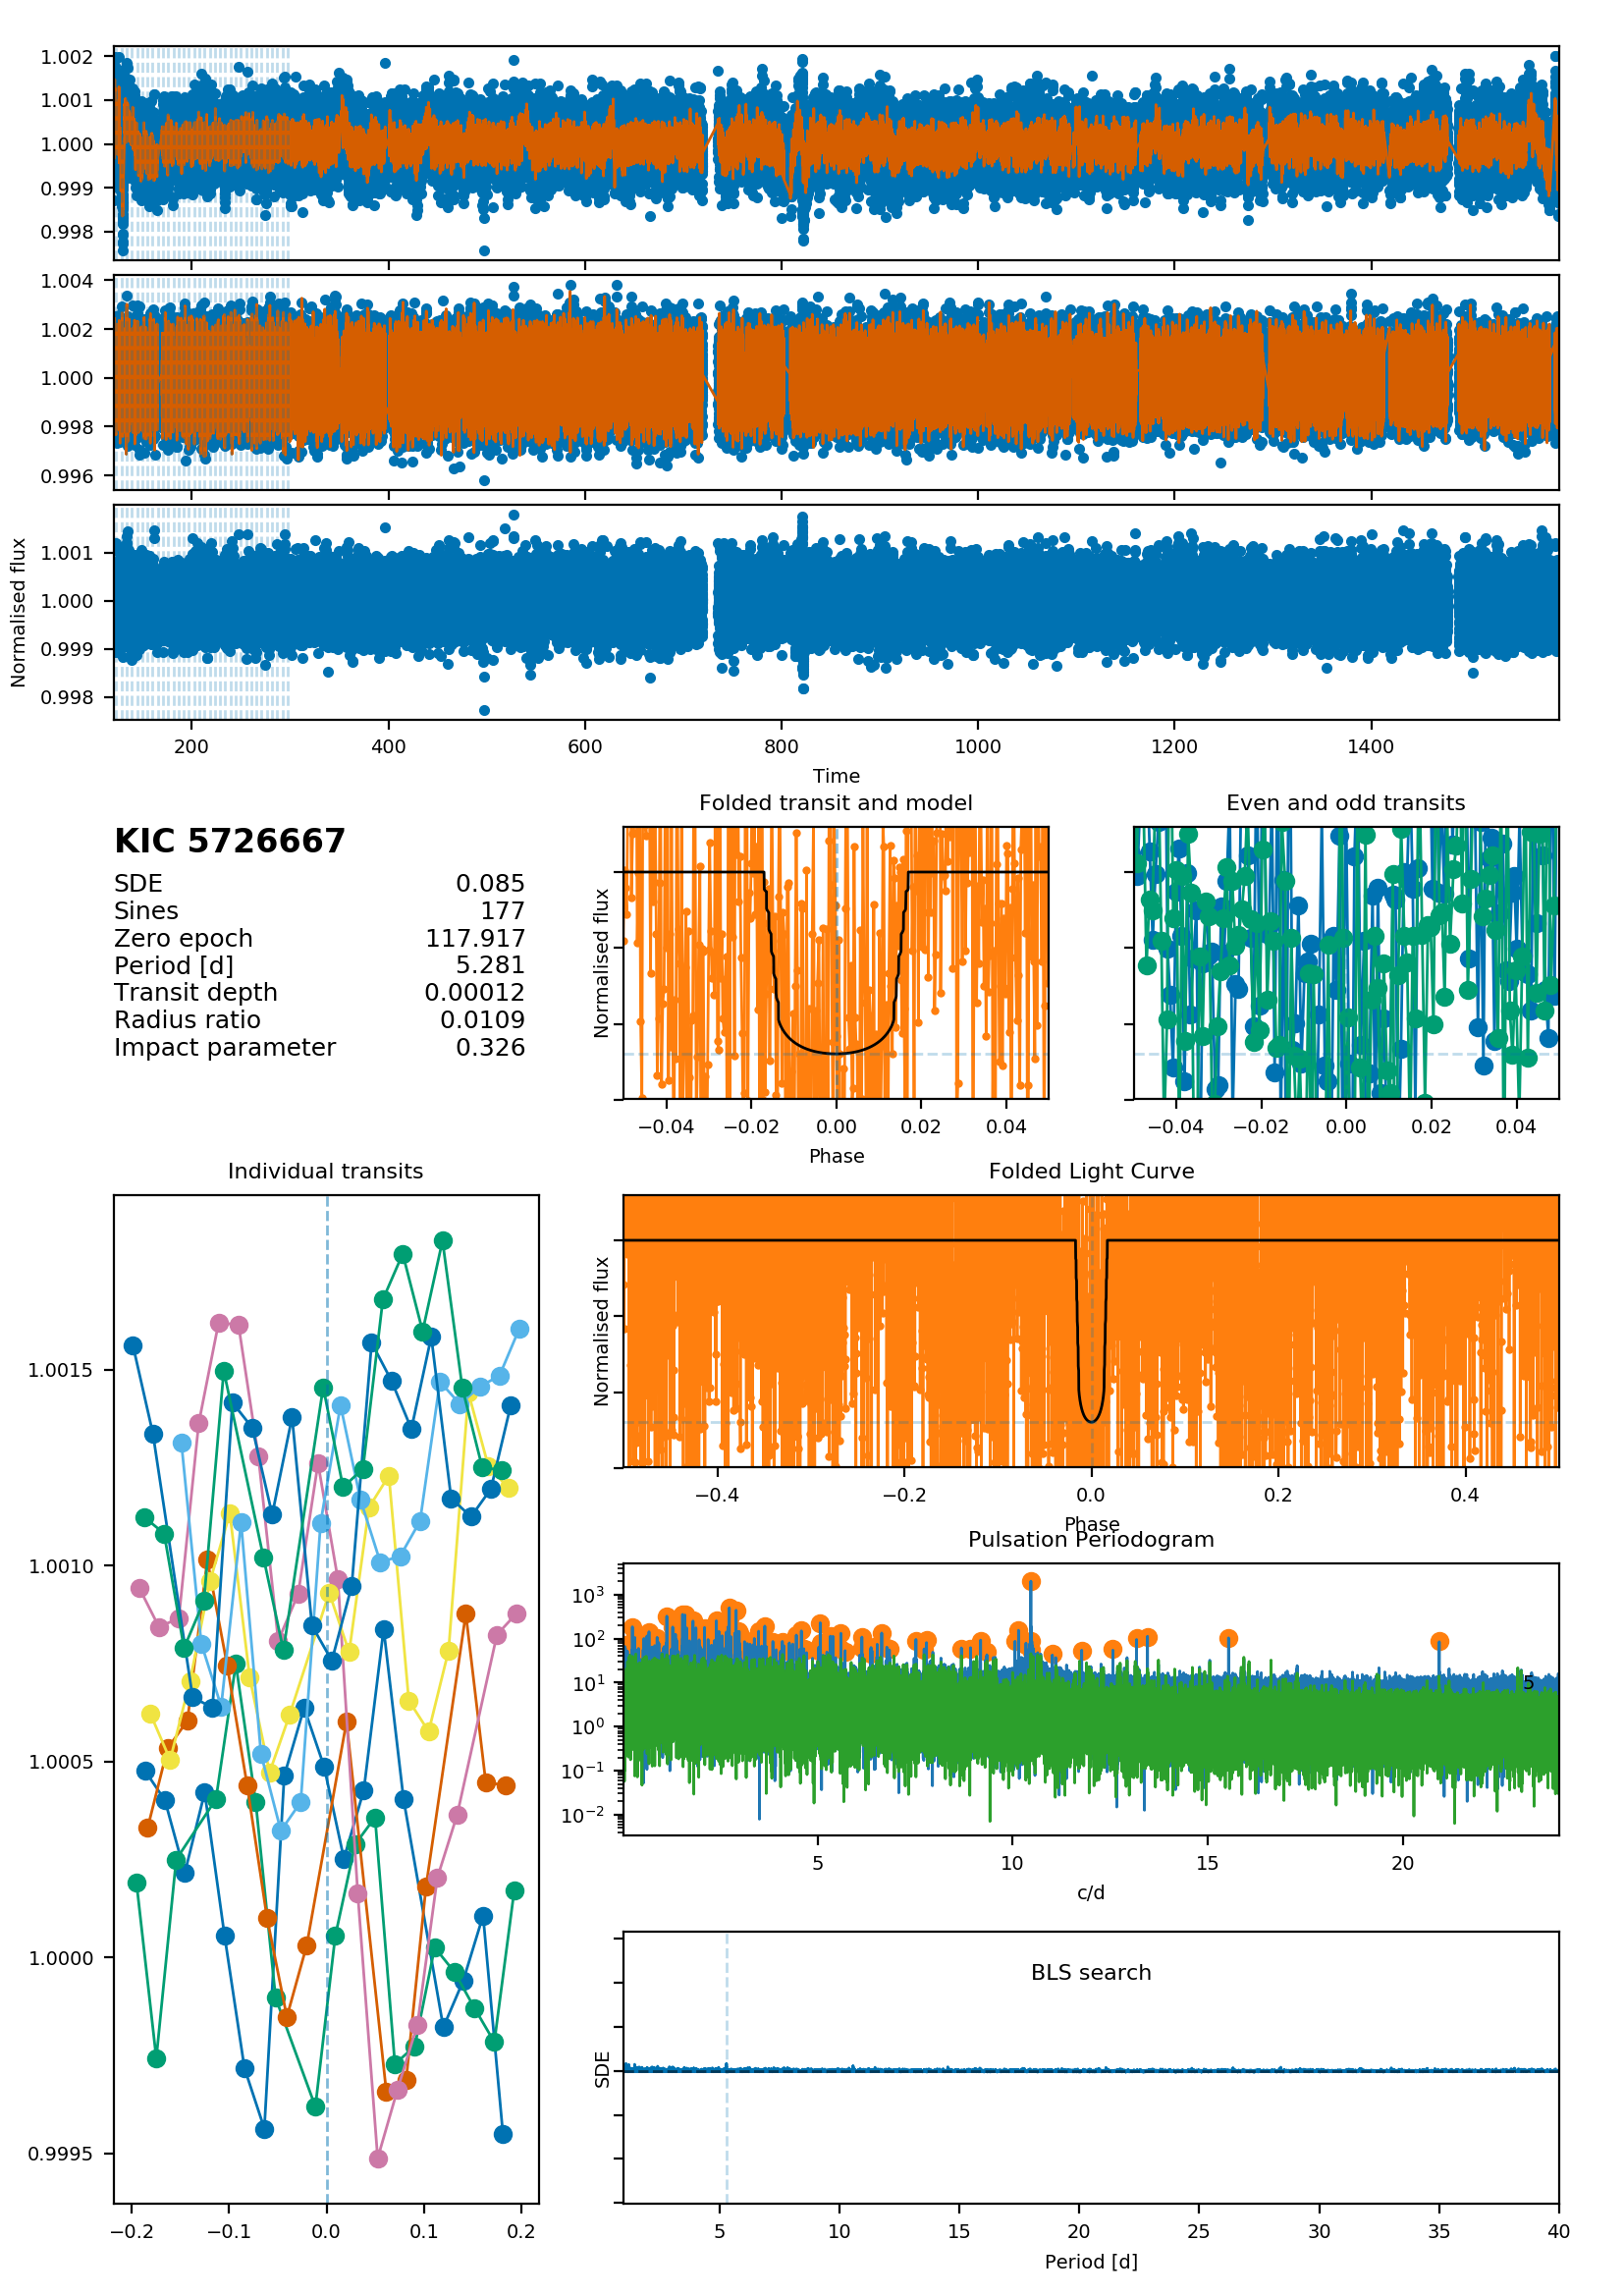 1.002
1.001
1.000
0.999
0.998
1.004
1.002
1.000
0.998
0.996
1.001
1.000
0.999
0.998
Normalised flux
200 400 600 800 1000 1200 1400
Time
KIC 5726667
SDE 0.085
Sines 177
Zero epoch 117.917
Period [d] 5.281
Transit depth 0.00012
Radius ratio 0.0109
Impact parameter 0.326
Folded transit and model
Normalised flux
−0.04 −0.02 0.00 0.02 0.04
Phase
Even and odd transits
−0.04 −0.02 0.00 0.02 0.04
Individual transits
1.0015
1.0010
1.0005
1.0000
0.9995
−0.2 −0.1 0.0 0.1 0.2
Folded Light Curve
Normalised flux
−0.4 −0.2 0.0 0.2 0.4
Phase
Pulsation Periodogram
10³
10²
10¹
10⁰
10⁻¹
10⁻²
5
5 10 15 20
c/d
BLS search
SDE
5 10 15 20 25 30 35 40
Period [d]